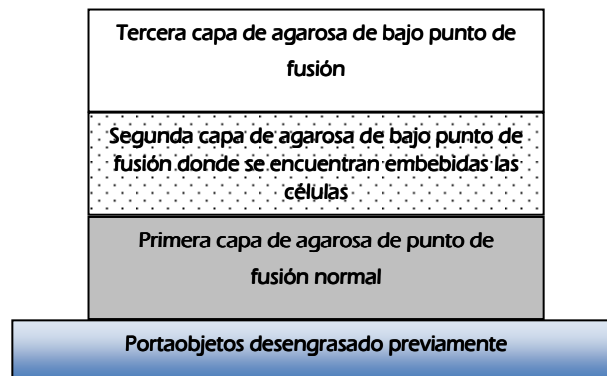 Tercera capa de agarosa de bajo punto de
fusión
Segunda capa de agarosa de bajo punto de
fusión donde se encuentran embebidas las
células
Primera capa de agarosa de punto de
fusión normal
Portaobjetos desengrasado previamente